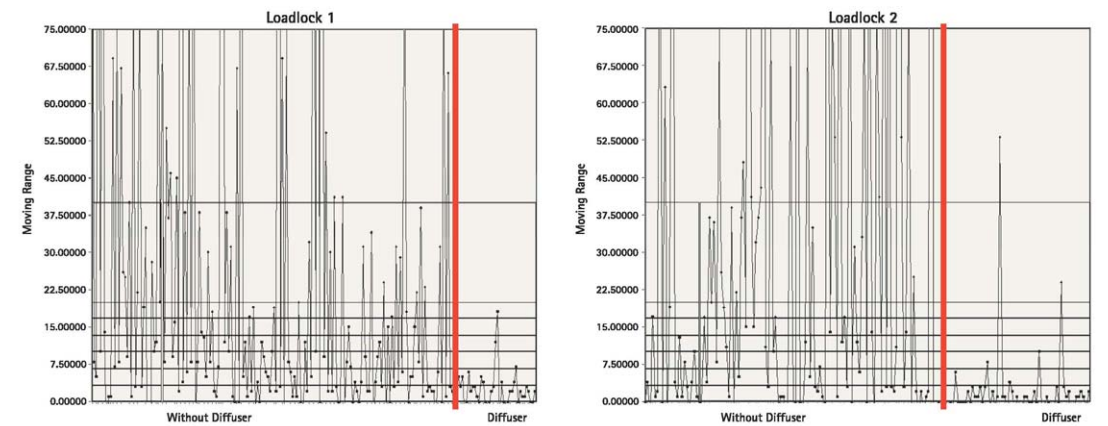 Loadlock 1
75.00000
67.50000
60.00000
52.50000
45.00000
37.50000
30.00000
22.50000
15.00000
7.50000
0.00000
Moving Range
Without Diffuser
Diffuser
Loadlock 2
75.00000
67.50000
60.00000
52.50000
45.00000
37.50000
30.00000
22.50000
15.00000
7.50000
0.00000
Moving Range
Without Diffuser
Diffuser